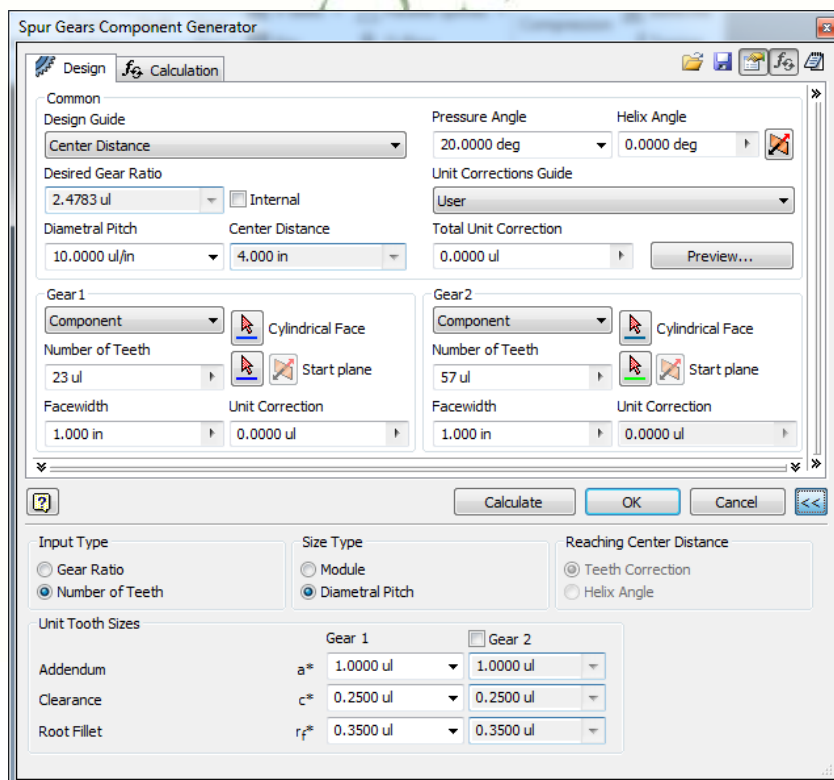 Spur Gears Component Generator
Design
fG Calculation
Common
Design Guide
Pressure Angle
Helix Angle
Center Distance
20.0000 deg
0.0000 deg
Desired Gear Ratio
Unit Corrections Guide
2.4783 ul
Internal
User
Diametral Pitch
Center Distance
Total Unit Correction
10.0000 ul/in
4.000 in
0.0000 ul
Preview...
Gear1
Gear2
Component
Cylindrical Face
Component
Cylindrical Face
Number of Teeth
Number of Teeth
23 ul
Start plane
57 ul
Start plane
Facewidth
Unit Correction
Facewidth
Unit Correction
1.000 in
0.0000 ul
1.000 in
0.0000 ul
?
Calculate
OK
Cancel
<<
Input Type
Size Type
Reaching Center Distance
Gear Ratio
Module
Teeth Correction
Number of Teeth
Diametral Pitch
Helix Angle
Unit Tooth Sizes
Gear 1
Gear 2
Addendum
a*
1.0000 ul
1.0000 ul
Clearance
c*
0.2500 ul
0.2500 ul
Root Fillet
rf*
0.3500 ul
0.3500 ul